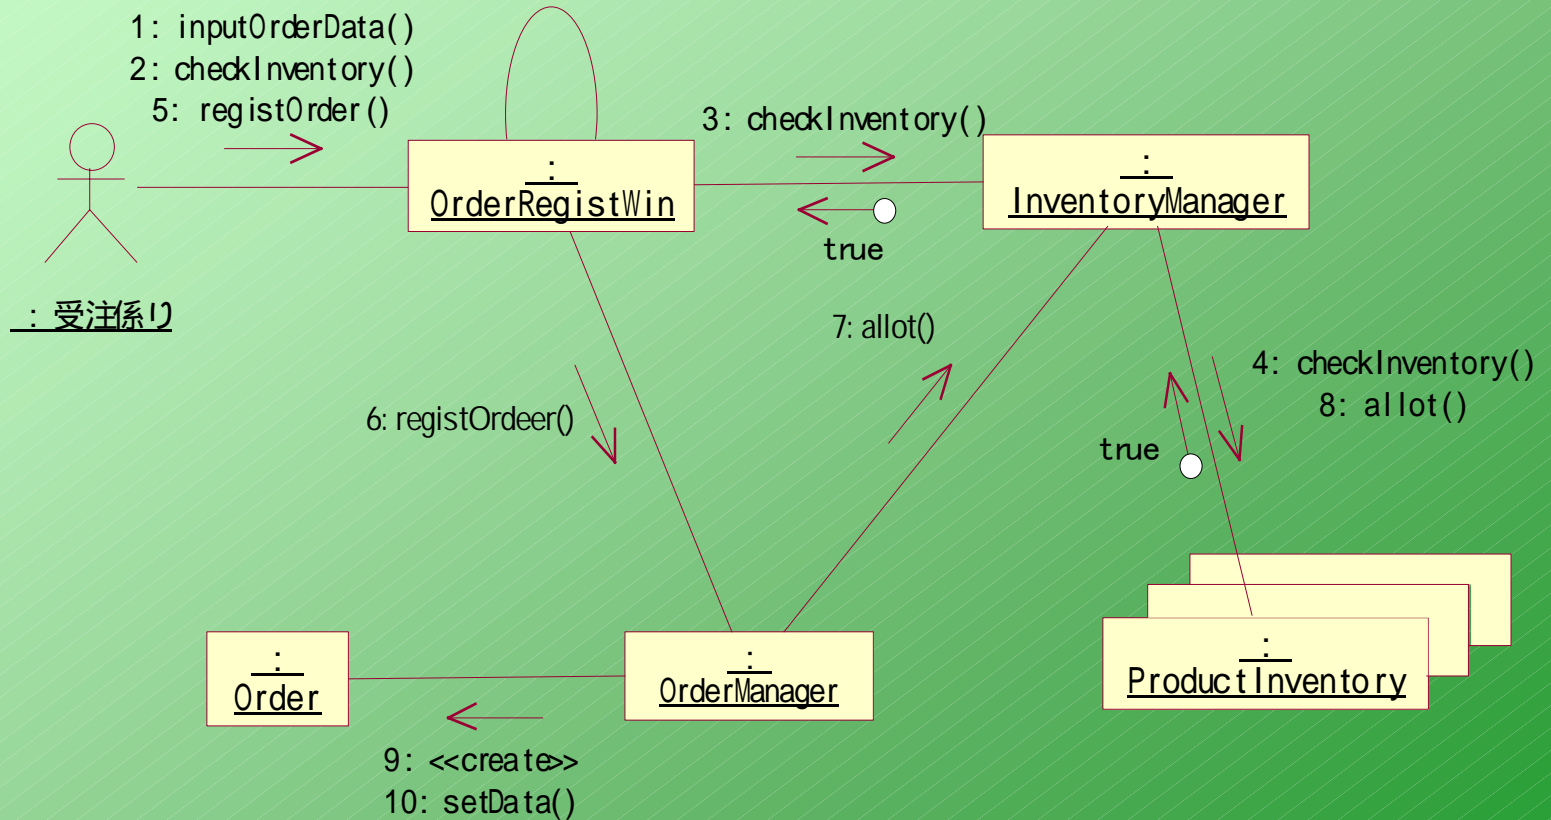 1: inputOrderData()
2: checkInventory()
5: registOrder()
3: checkInventory()
:
OrderRegistWin
:
InventoryManager
true
: 受注係り
7: allot()
4: checkInventory()
8: allot()
6: registOrdeer()
true
:
Order
:
OrderManager
:
ProductInventory
9: <<create>>
10: setData()